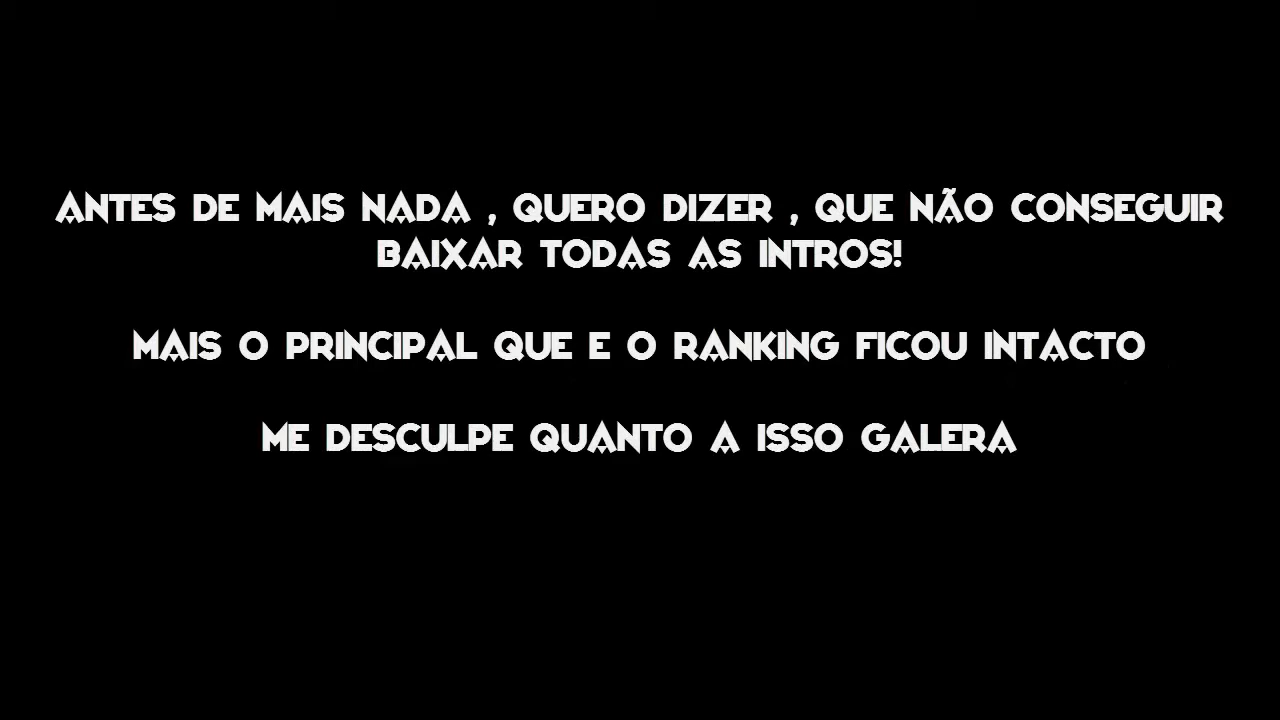 ANTES DE MAIS NADA , QUERO DIZER , QUE NÃO CONSEGUIR
BAIXAR TODAS AS INTROS!
MAIS O PRINCIPAL QUE E O RANKING FICOU INTACTO
ME DESCULPE QUANTO A ISSO GALERA